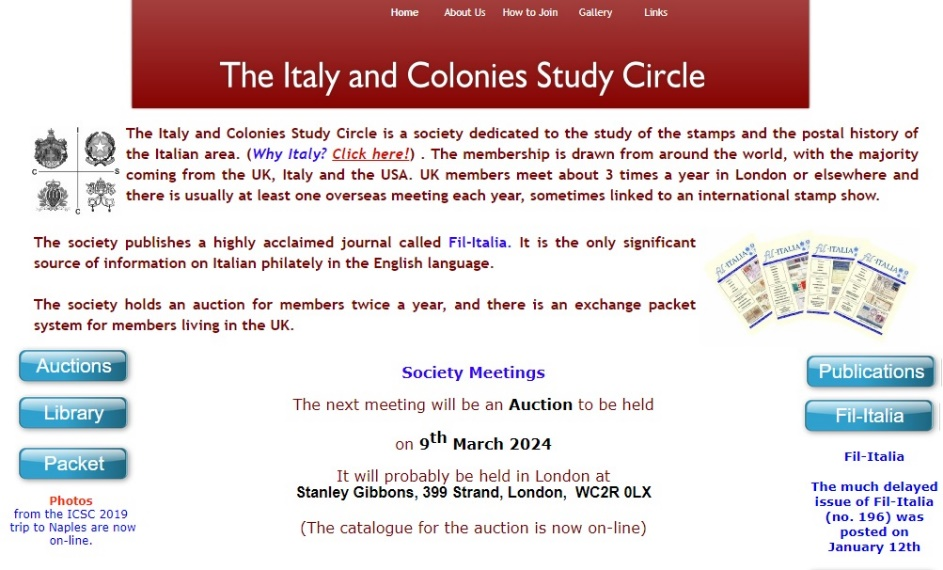 Home About Us How to Join Gallery Links
The Italy and Colonies Study Circle
I
C S
C
The Italy and Colonies Study Circle is a society dedicated to the study of the stamps and the postal history of
the Italian area. (Why Italy? Click here!) . The membership is drawn from around the world, with the majority
coming from the UK, Italy and the USA. UK members meet about 3 times a year in London or elsewhere and
there is usually at least one overseas meeting each year, sometimes linked to an international stamp show.
The society publishes a highly acclaimed journal called Fil-Italia. It is the only significant
source of information on Italian philately in the English language.
The society holds an auction for members twice a year, and there is an exchange packet
system for members living in the UK.
fil-ITALIA
fil-ITALIA
fil-ITALIA
fil-ITALIA
Auctions
Library
Packet
Photos
from the ICSC 2019
trip to Naples are now
on-line.
Society Meetings
The next meeting will be an Auction to be held
on 9th March 2024
It will probably be held in London at
Stanley Gibbons, 399 Strand, London, WC2R 0LX
(The catalogue for the auction is now on-line)
Publications
Fil-Italia
Fil-Italia
The much delayed
issue of Fil-Italia
(no. 196) was
posted on
January 12th